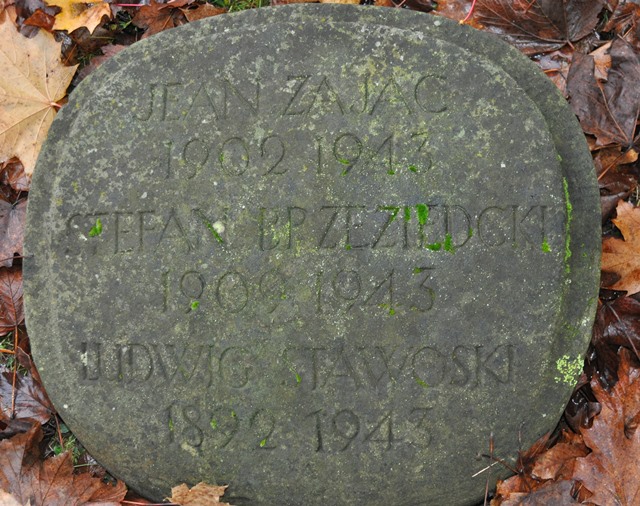 JEAN ZAJAC
1902 1943
STEFAN BRZEZIEDCKI
1909 1943
LUDWIG STAWOSKI
1892 1943